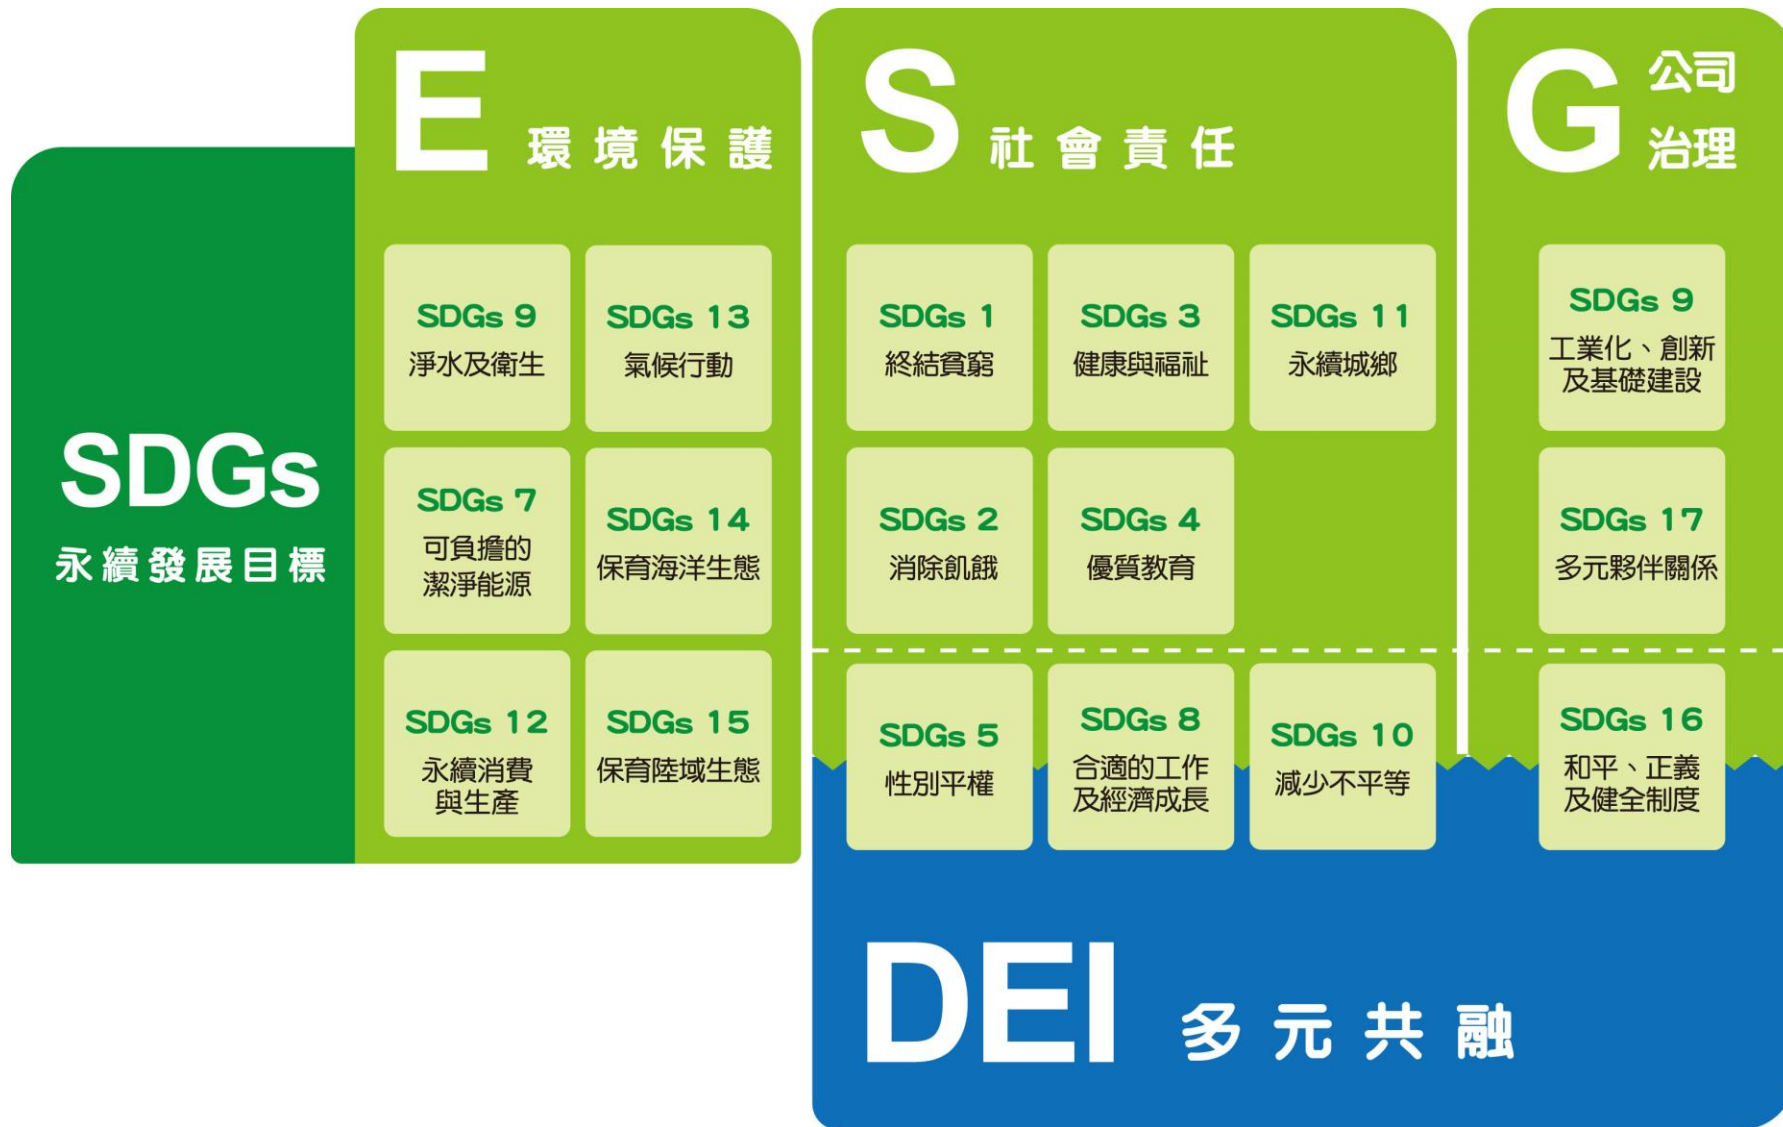 SDGs
永續發展目標
E 環境保護
SDGs 9
淨水及衛生
SDGs 13
氣候行動
SDGs 7
可負擔的
潔淨能源
SDGs 14
保育海洋生態
SDGs 12
永續消費
與生產
SDGs 15
保育陸域生態
S 社會責任
SDGs 1
終結貧窮
SDGs 3
健康與福祉
SDGs 11
永續城鄉
SDGs 2
消除飢餓
SDGs 4
優質教育
SDGs 5
性別平權
SDGs 8
合適的工作
及經濟成長
SDGs 10
減少不平等
G 公司
治理
SDGs 9
工業化、創新
及基礎建設
SDGs 17
多元夥伴關係
SDGs 16
和平、正義
及健全制度
DEI 多元共融